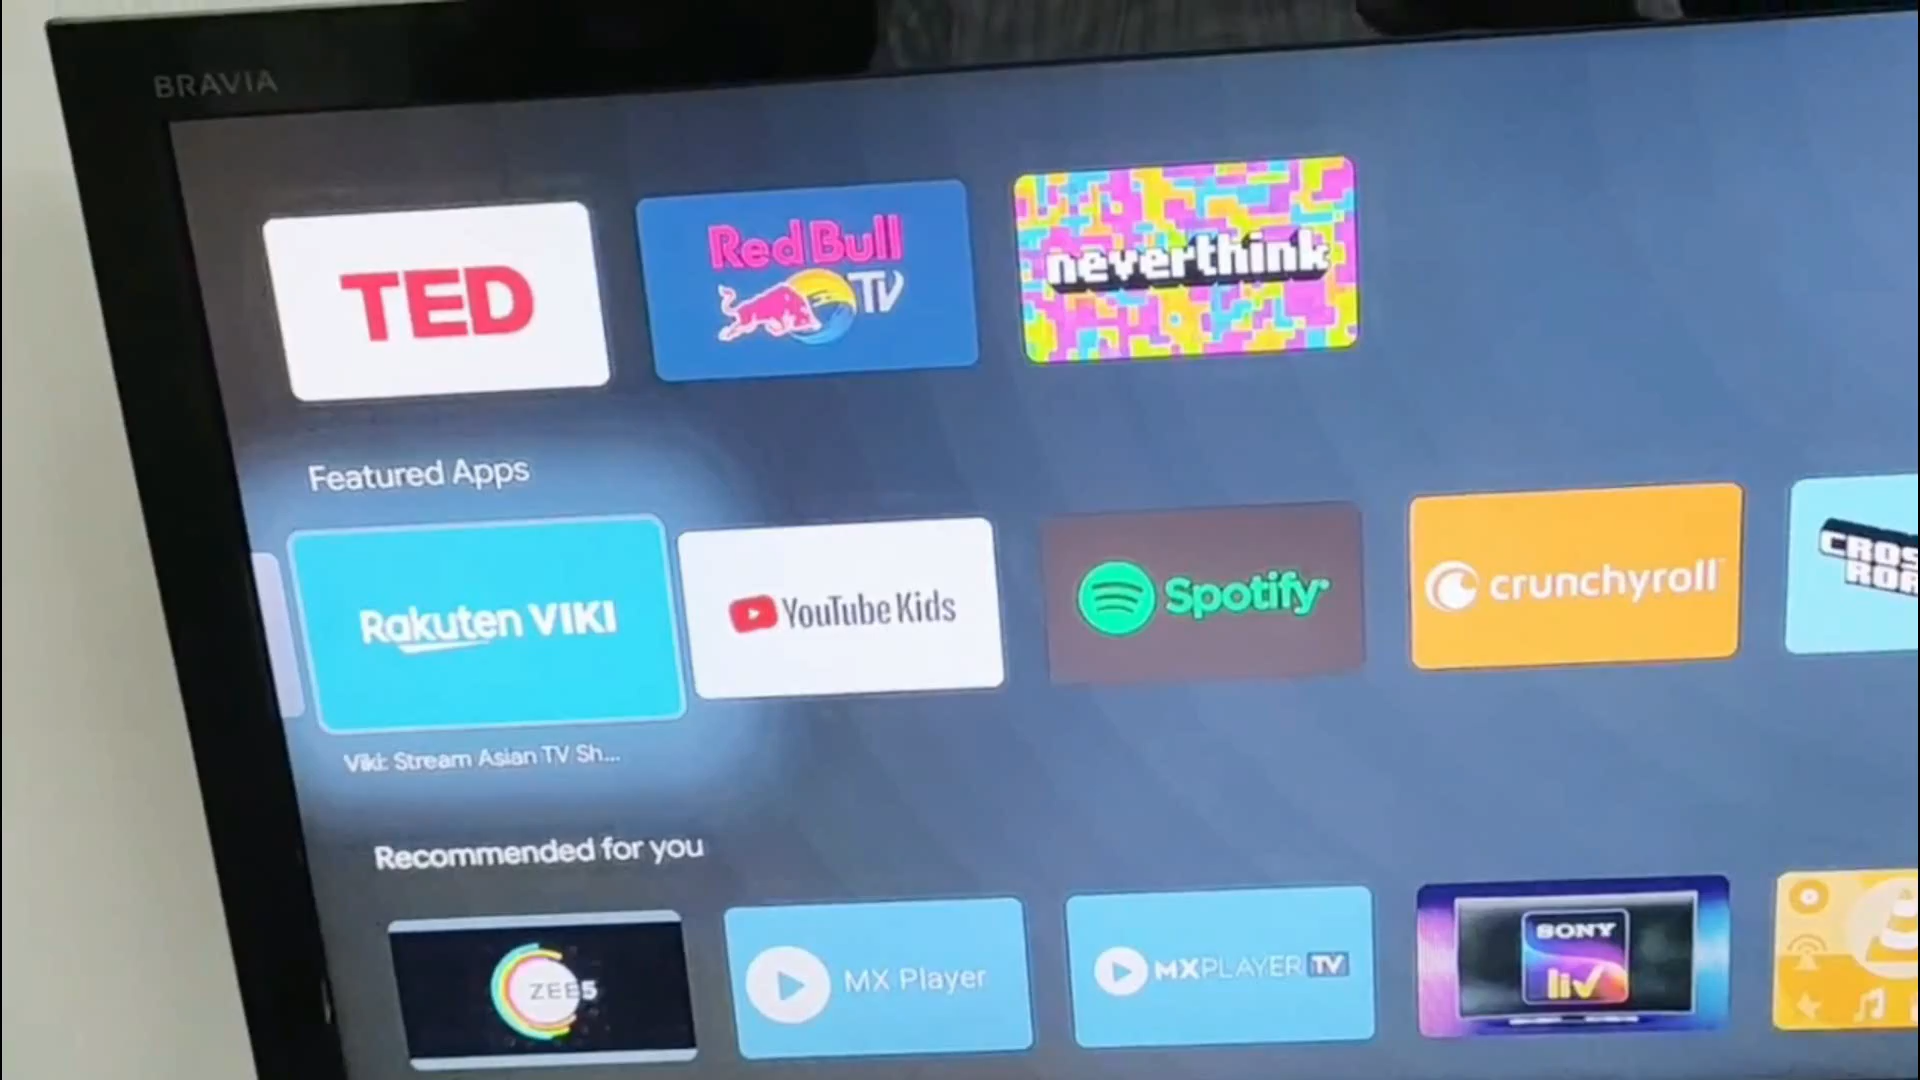 BRAVIA
TED
Red Bull
TV
neverthink
Featured Apps
Rakuten VIKI
YouTube Kids
Spotify
crunchyroll
Viki: Stream Asian TV Sh...
Recommended for you
ZEE5
MX Player
MXPLAYER TV
SONY
liv